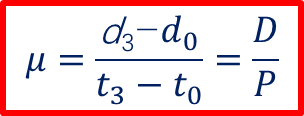 μ = (d₃−d₀)/(t₃ − t₀) = D/P